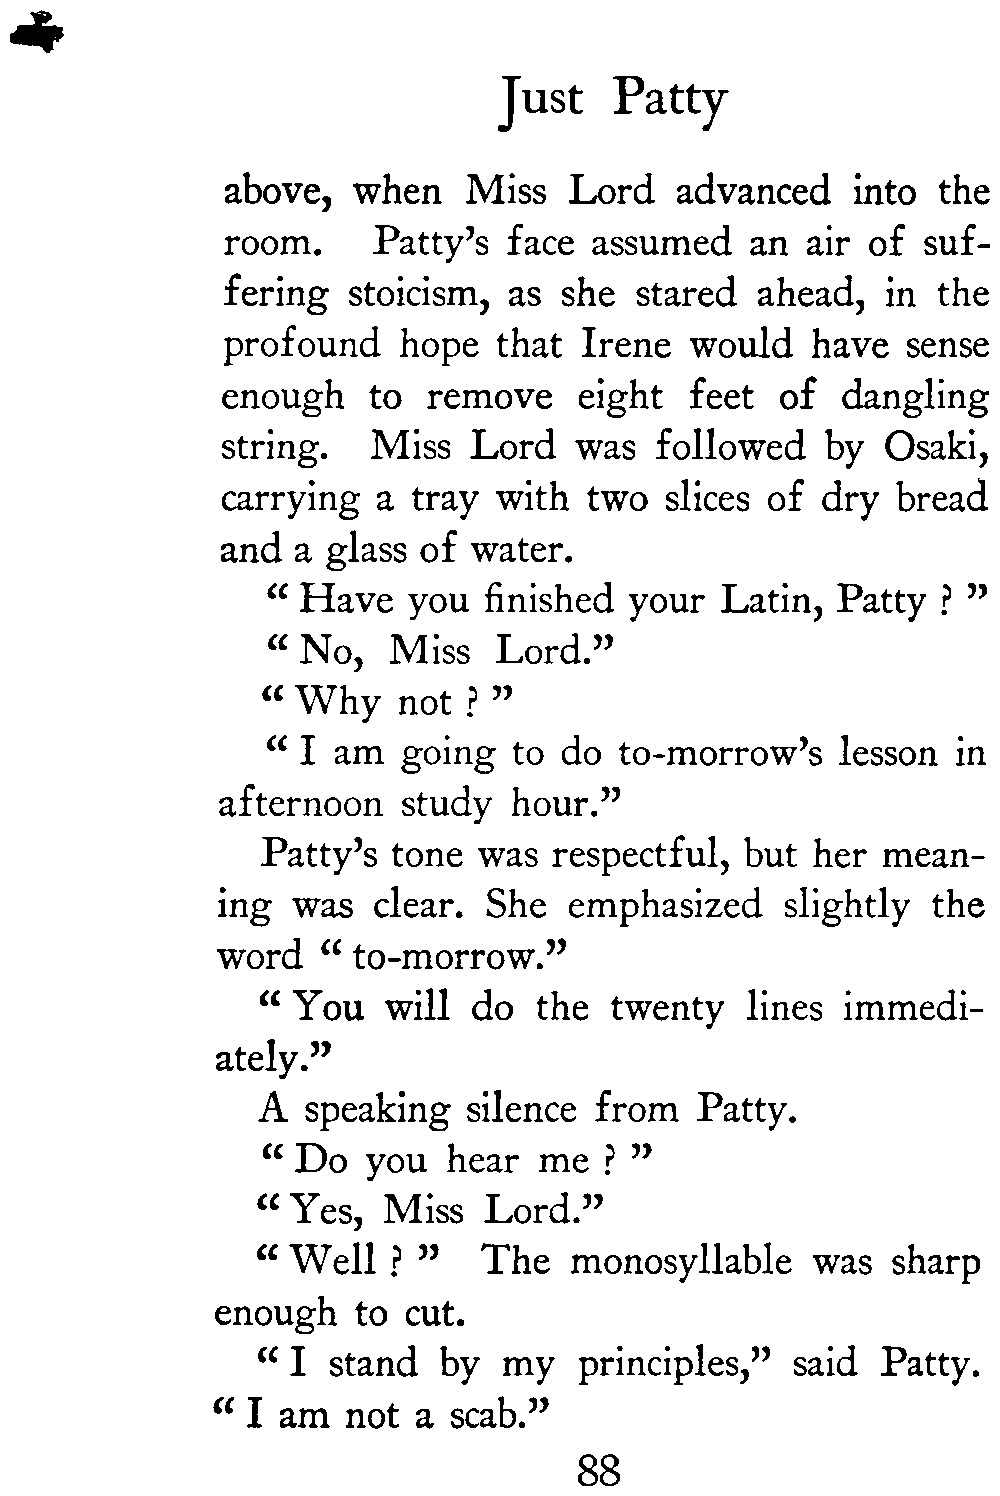 Just Patty
above, when Miss Lord advanced into the
room. Patty's face assumed an air of suf-
fering stoicism, as she stared ahead, in the
profound hope that Irene would have sense
enough to remove eight feet of dangling
string. Miss Lord was followed by Osaki,
carrying a tray with two slices of dry bread
and a glass of water.
“ Have you finished your Latin, Patty ? ”
“ No, Miss Lord.”
“ Why not ? ”
“ I am going to do to-morrow’s lesson in
afternoon study hour.”
Patty’s tone was respectful, but her mean-
ing was clear. She emphasized slightly the
word “ to-morrow.”
“ You will do the twenty lines immedi-
ately.”
A speaking silence from Patty.
“ Do you hear me ? ”
“ Yes, Miss Lord.”
“ Well ? ” The monosyllable was sharp
enough to cut.
“ I stand by my principles,” said Patty.
“ I am not a scab.”
88